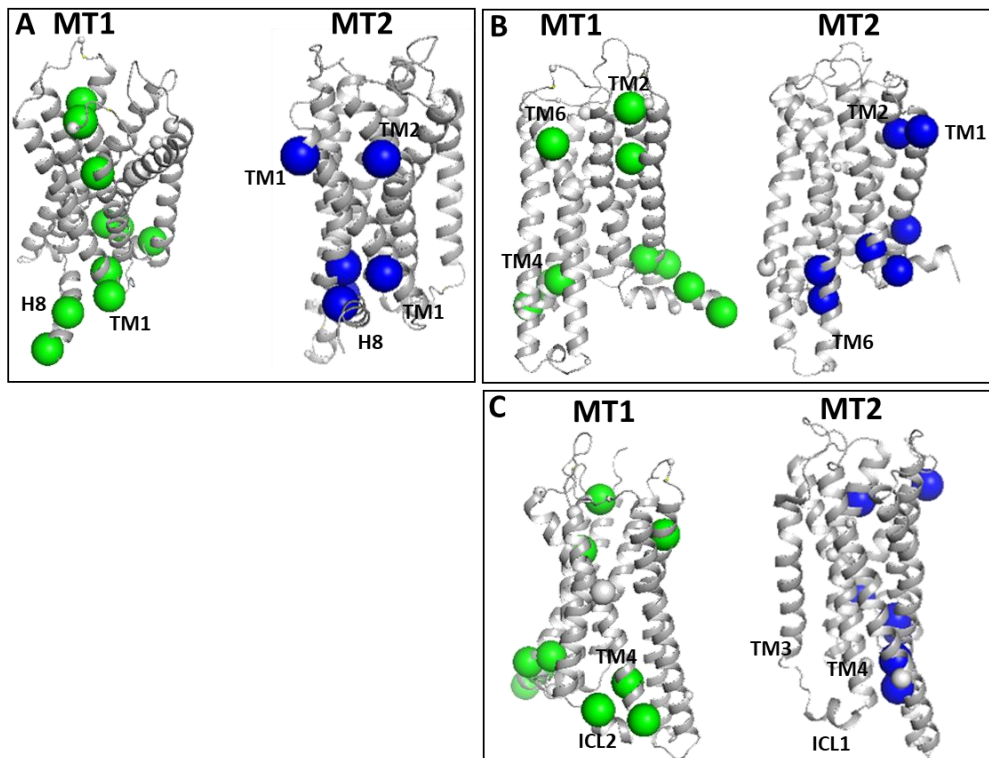 A MT1 MT2
TM2
TM1
H8
TM1
TM1
H8
B MT1 MT2
TM2
TM6
TM2
TM1
TM4
TM6
C MT1 MT2
TM4
TM3
TM4
ICL2
ICL1